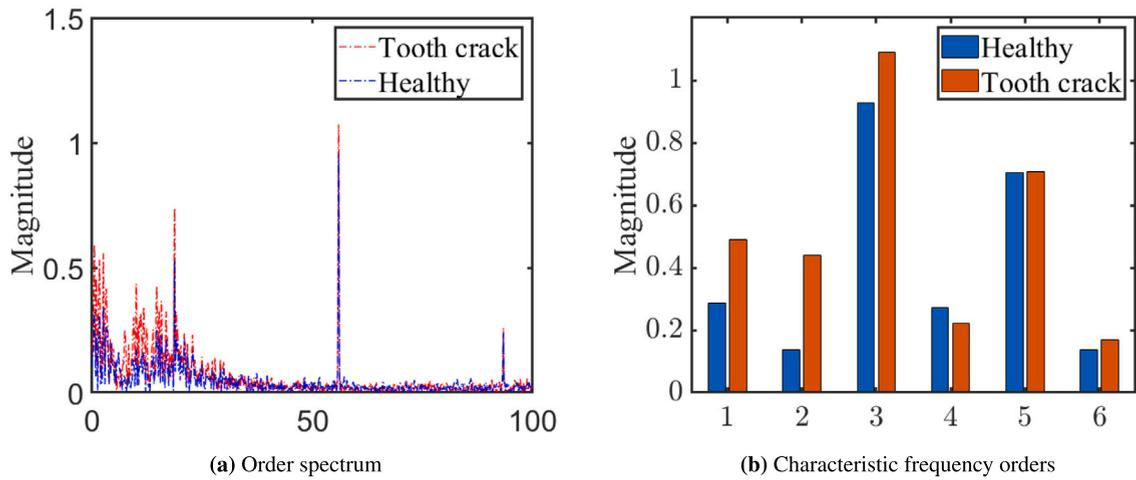 1.5
1
0.5
0
Magnitude
Tooth crack
Healthy
0
50
100
(a) Order spectrum
1
0.8
0.6
0.4
0.2
0
Magnitude
Healthy
Tooth crack
1
2
3
4
5
6
(b) Characteristic frequency orders